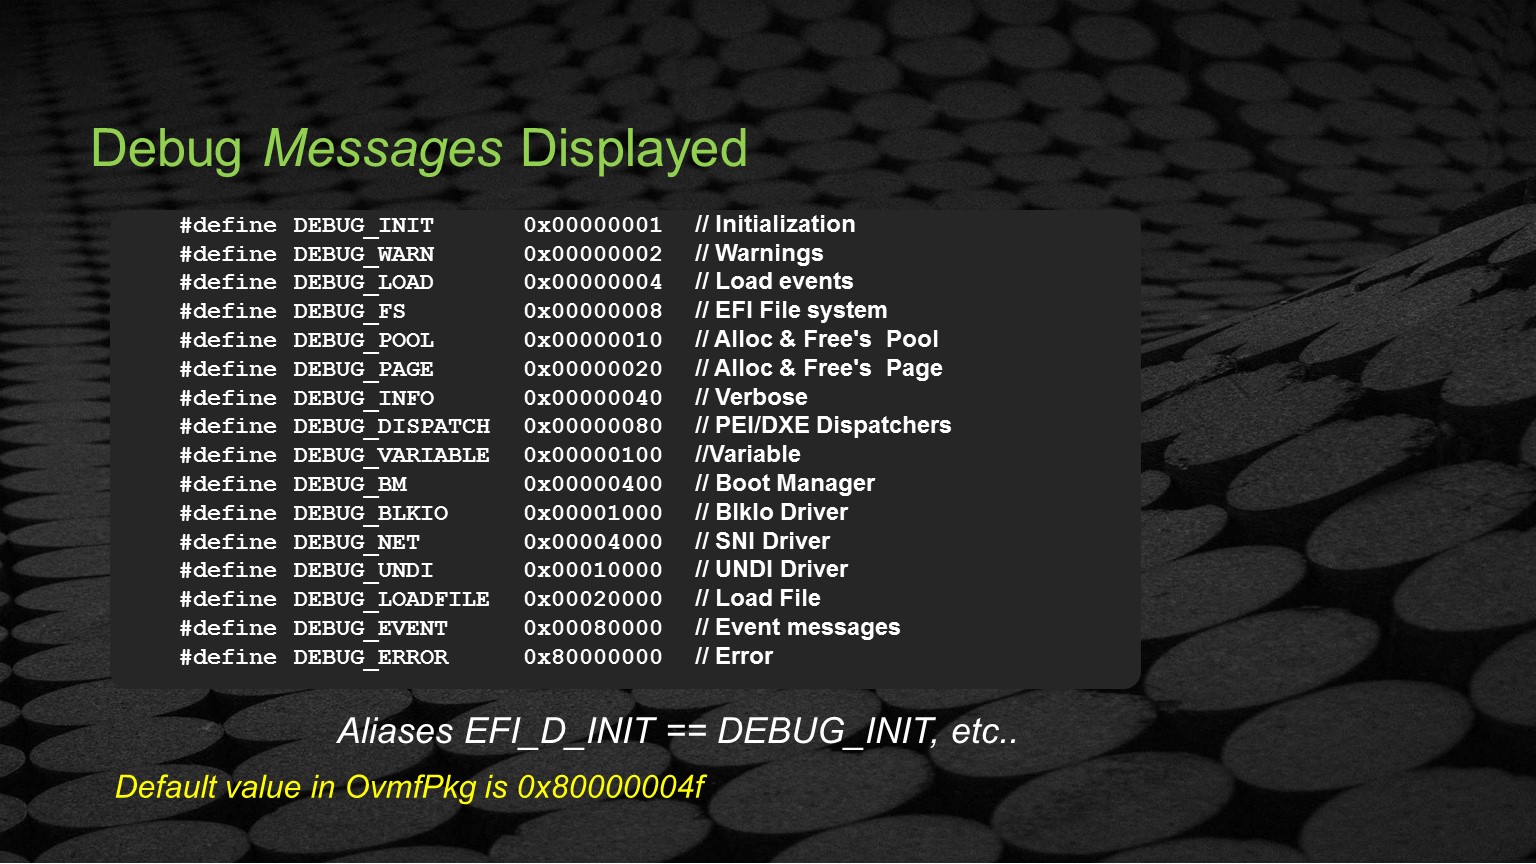 Debug Messages Displayed
#define DEBUG_INIT 0x00000001 // Initialization
#define DEBUG_WARN 0x00000002 // Warnings
#define DEBUG_LOAD 0x00000004 // Load events
#define DEBUG_FS 0x00000008 // EFI File system
#define DEBUG_POOL 0x00000010 // Alloc & Free's Pool
#define DEBUG_PAGE 0x00000020 // Alloc & Free's Page
#define DEBUG_INFO 0x00000040 // Verbose
#define DEBUG_DISPATCH 0x00000080 // PEI/DXE Dispatchers
#define DEBUG_VARIABLE 0x00000100 //Variable
#define DEBUG_BM 0x00000400 // Boot Manager
#define DEBUG_BLKIO 0x00001000 // BlkIo Driver
#define DEBUG_NET 0x00004000 // SNI Driver
#define DEBUG_UNDI 0x00010000 // UNDI Driver
#define DEBUG_LOADFILE 0x00020000 // Load File
#define DEBUG_EVENT 0x00080000 // Event messages
#define DEBUG_ERROR 0x80000000 // Error
Aliases EFI_D_INIT == DEBUG_INIT, etc..
Default value in OvmfPkg is 0x80000004f